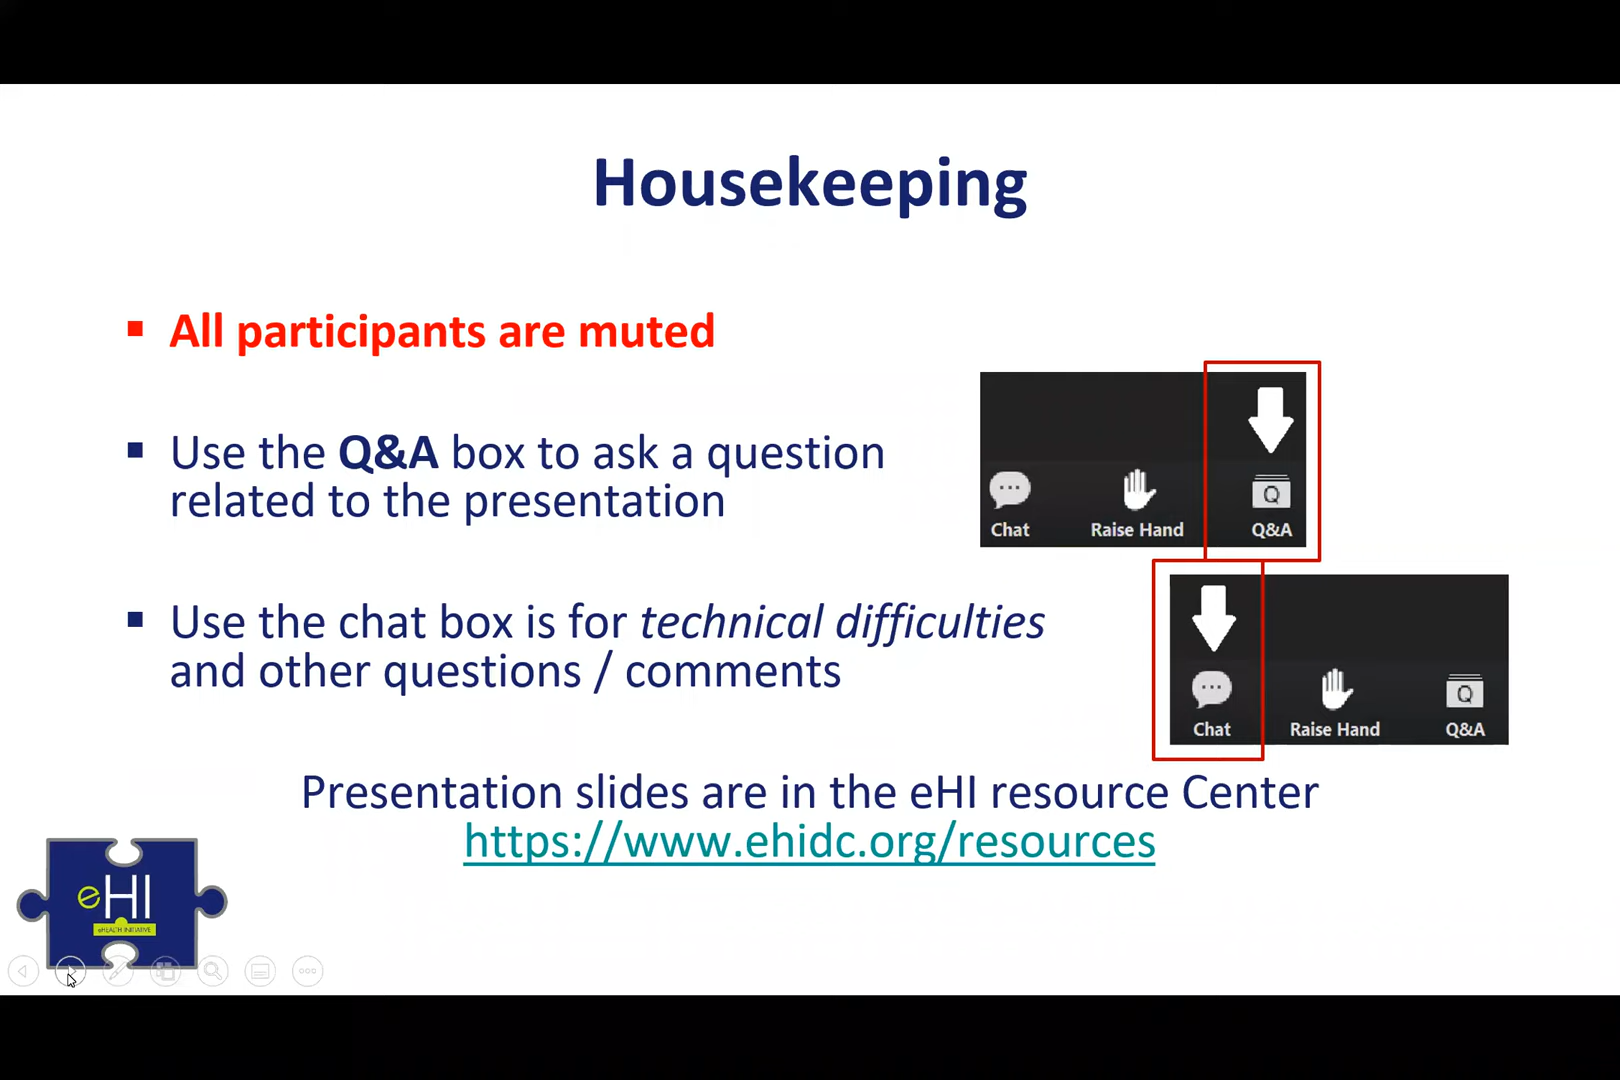 Housekeeping
All participants are muted
Use the Q&A box to ask a question
related to the presentation
Chat
Raise Hand
Q
Q&A
Use the chat box is for technical difficulties
and other questions / comments
Chat
Raise Hand
Q
Q&A
Presentation slides are in the eHI resource Center
https://www.ehidc.org/resources
eHI
eHEALTH INITIATIVE